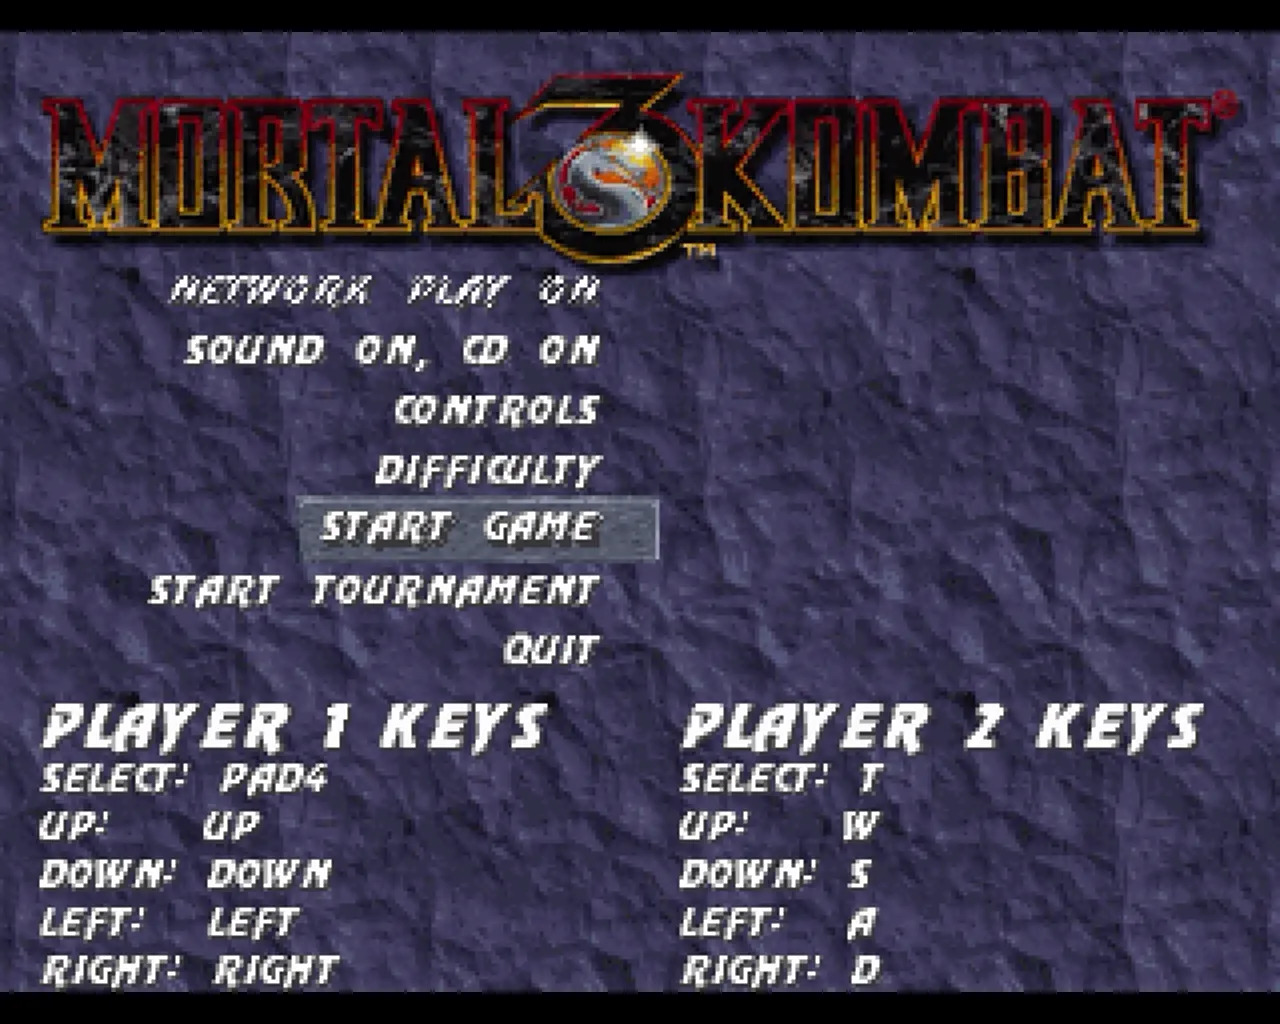 MORTAL 3 KOMBAT®
™
NETWORK PLAY ON
SOUND ON, CD ON
CONTROLS
DIFFICULTY
START GAME
START TOURNAMENT
QUIT
PLAYER 1 KEYS
SELECT: PAD4
UP: UP
DOWN: DOWN
LEFT: LEFT
RIGHT: RIGHT
PLAYER 2 KEYS
SELECT: T
UP: W
DOWN: S
LEFT: A
RIGHT: D